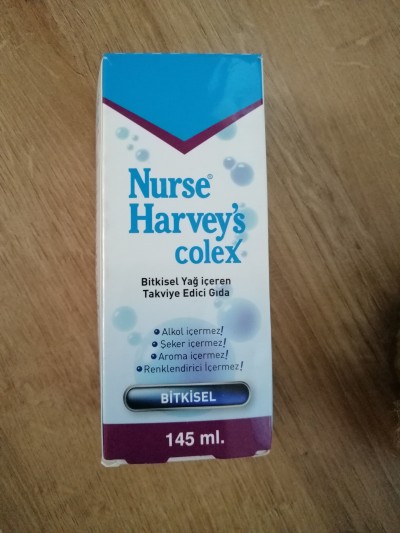 Nurse®
Harvey's
colex
Bitkisel Yağ içeren
Takviye Edici Gıda
Alkol içermez!
Şeker içermez!
Aroma içermez!
Renklendirici İçermez!
BİTKİSEL
145 ml.